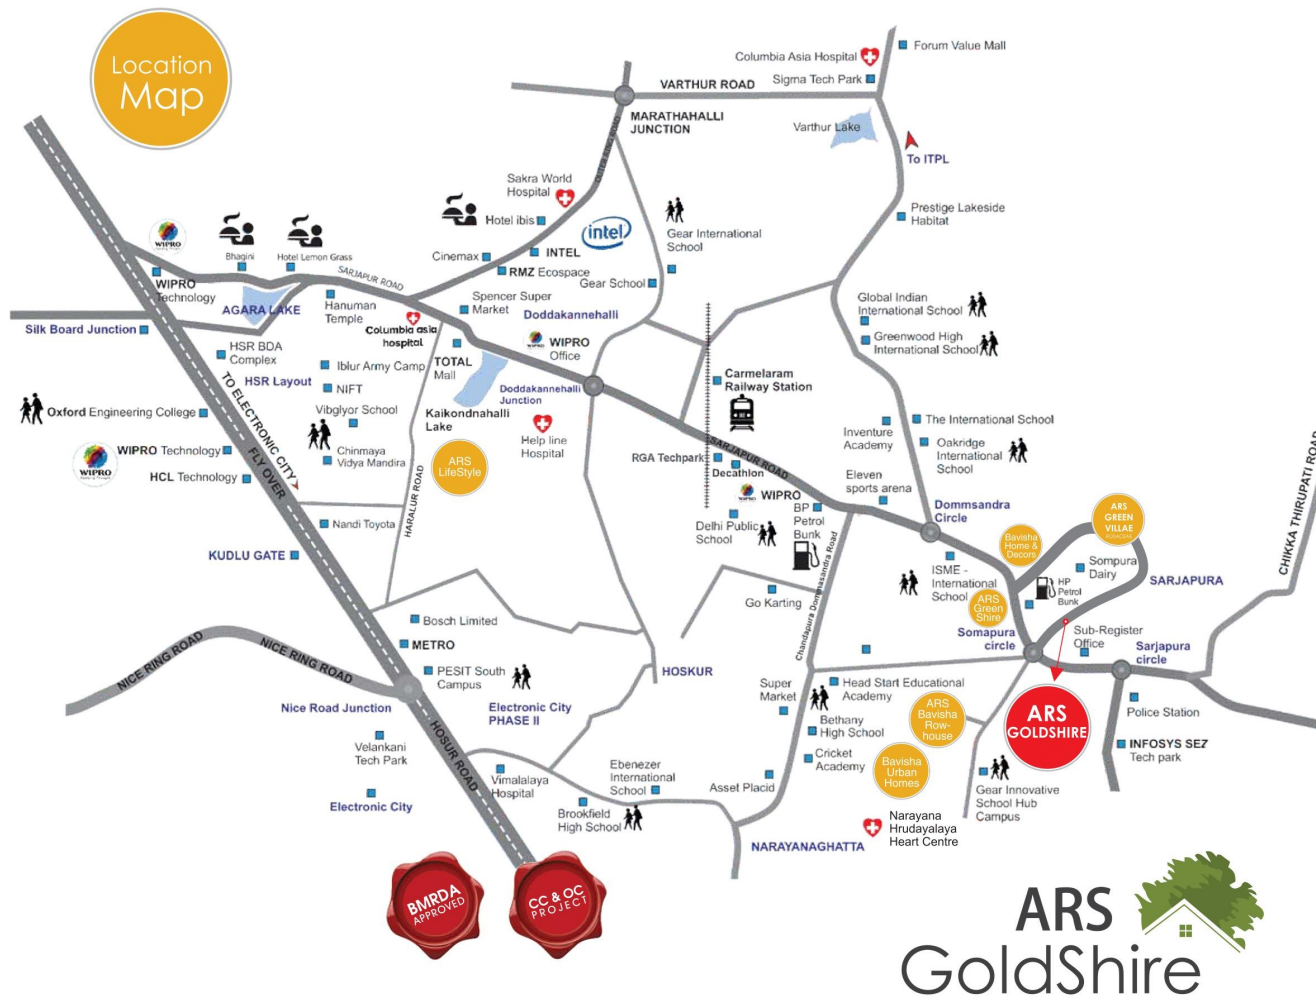 Location
Map
Columbia Asia Hospital
Forum Value Mall
VARTHUR ROAD
Sigma Tech Park
MARATHAHALLI
JUNCTION
Varthur Lake
To ITPL
OUTER RING ROAD
Sakra World
Hospital
Hotel ibis
Prestige Lakeside
Habitat
intel
Gear International
School
WIPRO
Bhagini
Hotel Lemon Grass
Cinemax
INTEL
RMZ Ecospace
Gear School
SARJAPUR ROAD
WIPRO
Technology
AGARA LAKE
Hanuman
Temple
Spencer Super
Market
Doddakannehalli
Global Indian
International School
Columbia asia
hospital
Silk Board Junction
HSR BDA
Complex
WIPRO
WIPRO
Office
Greenwood High
International School
Iblur Army Camp
TOTAL
Mall
HSR Layout
NIFT
Doddakannehalli
Junction
Carmelaram
Railway Station
TO ELECTRONIC CITY
FLY OVER
Oxford Engineering College
Vibglyor School
Kaikondnahalli
Lake
Help line
Hospital
The International School
Inventure
Academy
Oakridge
International
School
WIPRO
WIPRO Technology
HCL Technology
Chinmaya
Vidya Mandira
ARS
LifeStyle
HARALUR ROAD
RGA Techpark
SARJAPUR ROAD
Decathlon
Eleven
sports arena
CHIKKA THIRUPATI ROAD
WIPRO
WIPRO
BP
Petrol
Bunk
Dommsandra
Circle
Nandi Toyota
Delhi Public
School
ARS
GREEN
VILLAE
Bavisha
Home &
Decors
KUDLU GATE
Chandapura Dommasandra Road
ISME -
International
School
Sompura
Dairy
SARJAPURA
HP
Petrol
Bunk
Go Karting
ARS
Green
Shire
Bosch Limited
METRO
Somapura
circle
Sub-Register
Office
Sarjapura
circle
NICE RING ROAD
NICE RING ROAD
PESIT South
Campus
HOSKUR
Head Start Educational
Academy
Super
Market
Nice Road Junction
Electronic City
PHASE II
ARS
Bavisha
Row-
house
ARS
GOLDSHIRE
Police Station
Bethany
High School
HOSUR ROAD
Velankani
Tech Park
INFOSYS SEZ
Tech park
Cricket
Academy
Bavisha
Urban
Homes
Vimalalaya
Hospital
Ebenezer
International
School
Asset Placid
Gear Innovative
School Hub
Campus
Electronic City
Brookfield
High School
Narayana
Hrudayalaya
Heart Centre
NARAYANAGHATTA
BMRDA
APPROVED
CC & OC
PROJECT
ARS
GoldShire